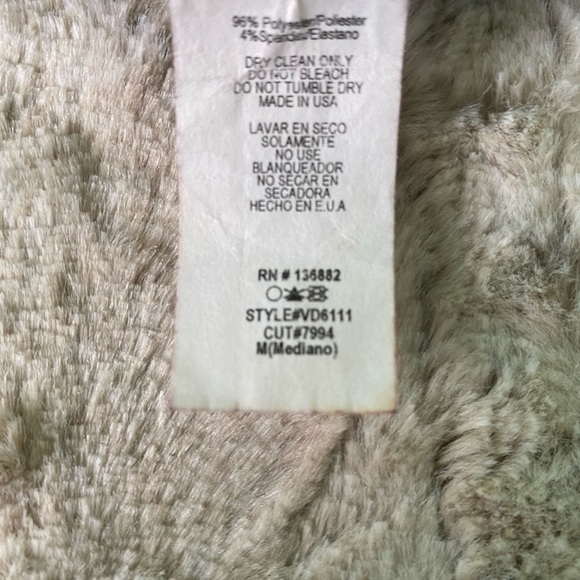 96% Polyester/Poliester
4%Spandex/Elastano
DRY CLEAN ONLY
DO NOT BLEACH
DO NOT TUMBLE DRY
MADE IN USA
LAVAR EN SECO
SOLAMENTE
NO USE
BLANQUEADOR
NO SECAR EN
SECADORA
HECHO EN E.U.A
RN # 136882
STYLE#VD6111
CUT#7994
M(Mediano)